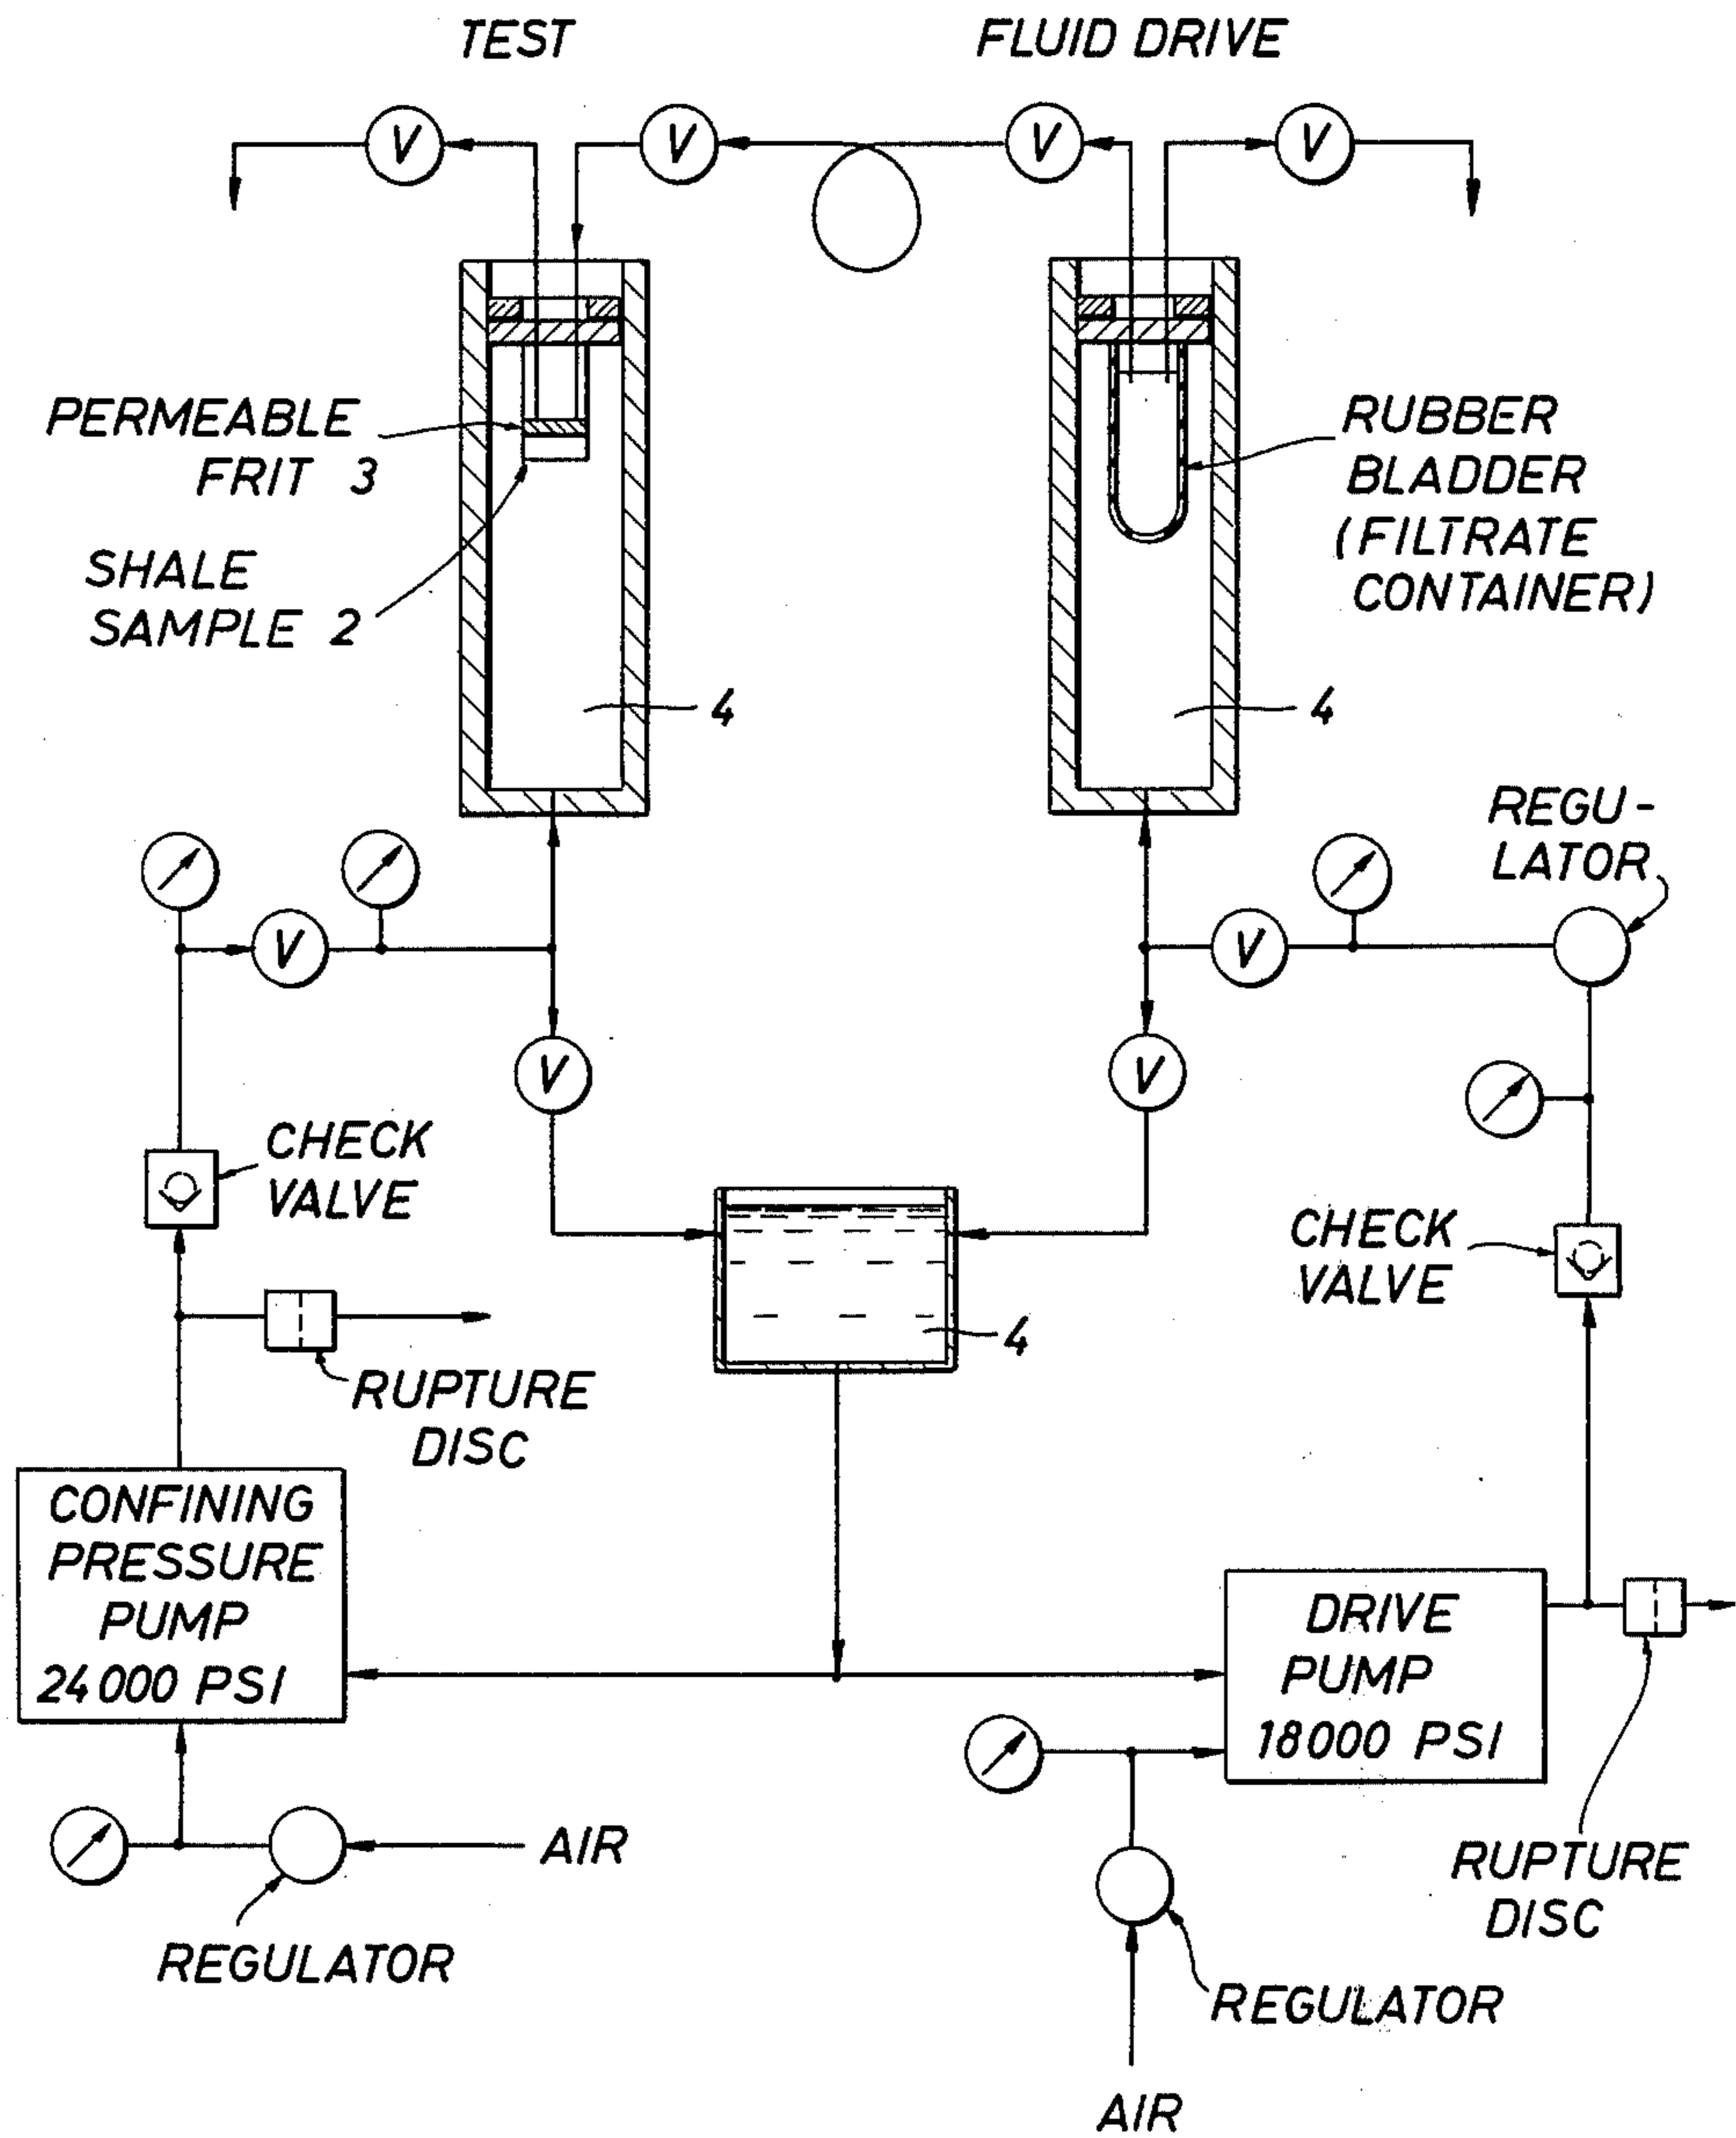 TEST
FLUID DRIVE
V
V
V
V
PERMEABLE
FRIT 3
SHALE
SAMPLE 2
RUBBER
BLADDER
(FILTRATE
CONTAINER)
4
4
REGU-
LATOR
V
V
V
V
CHECK
VALVE
CHECK
VALVE
4
RUPTURE
DISC
CONFINING
PRESSURE
PUMP
24000 PSI
DRIVE
PUMP
18000 PSI
AIR
REGULATOR
RUPTURE
DISC
REGULATOR
AIR